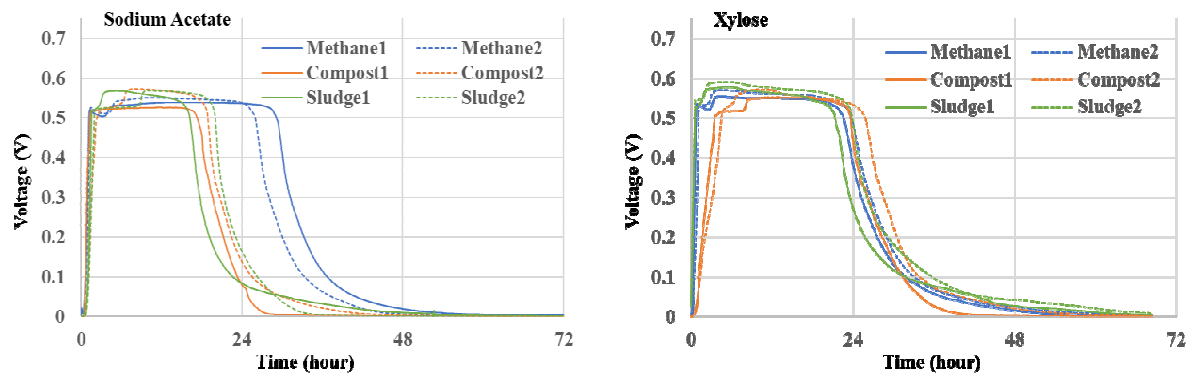 Sodium Acetate
0.7
0.6
0.5
0.4
0.3
0.2
0.1
0
Voltage (V)
Methane1 Methane2
Compost1 Compost2
Sludge1 Sludge2
0 24 48 72
Time (hour)
Xylose
0.7
0.6
0.5
0.4
0.3
0.2
0.1
0
Voltage (V)
Methane1 Methane2
Compost1 Compost2
Sludge1 Sludge2
0 24 48 72
Time (hour)